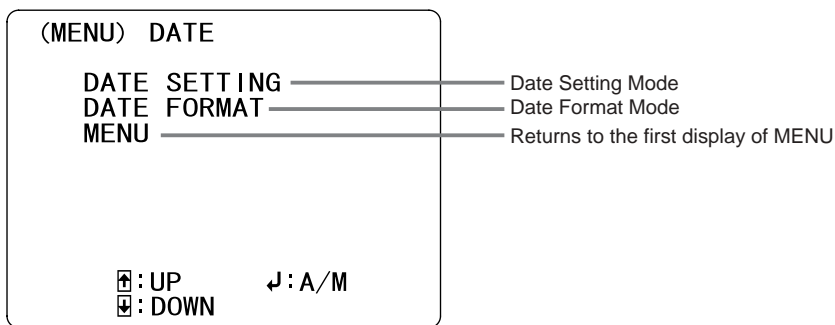 (MENU) DATE
DATE SETTING Date Setting Mode
DATE FORMAT Date Format Mode
MENU Returns to the first display of MENU
↑:UP ↲:A/M
↓:DOWN